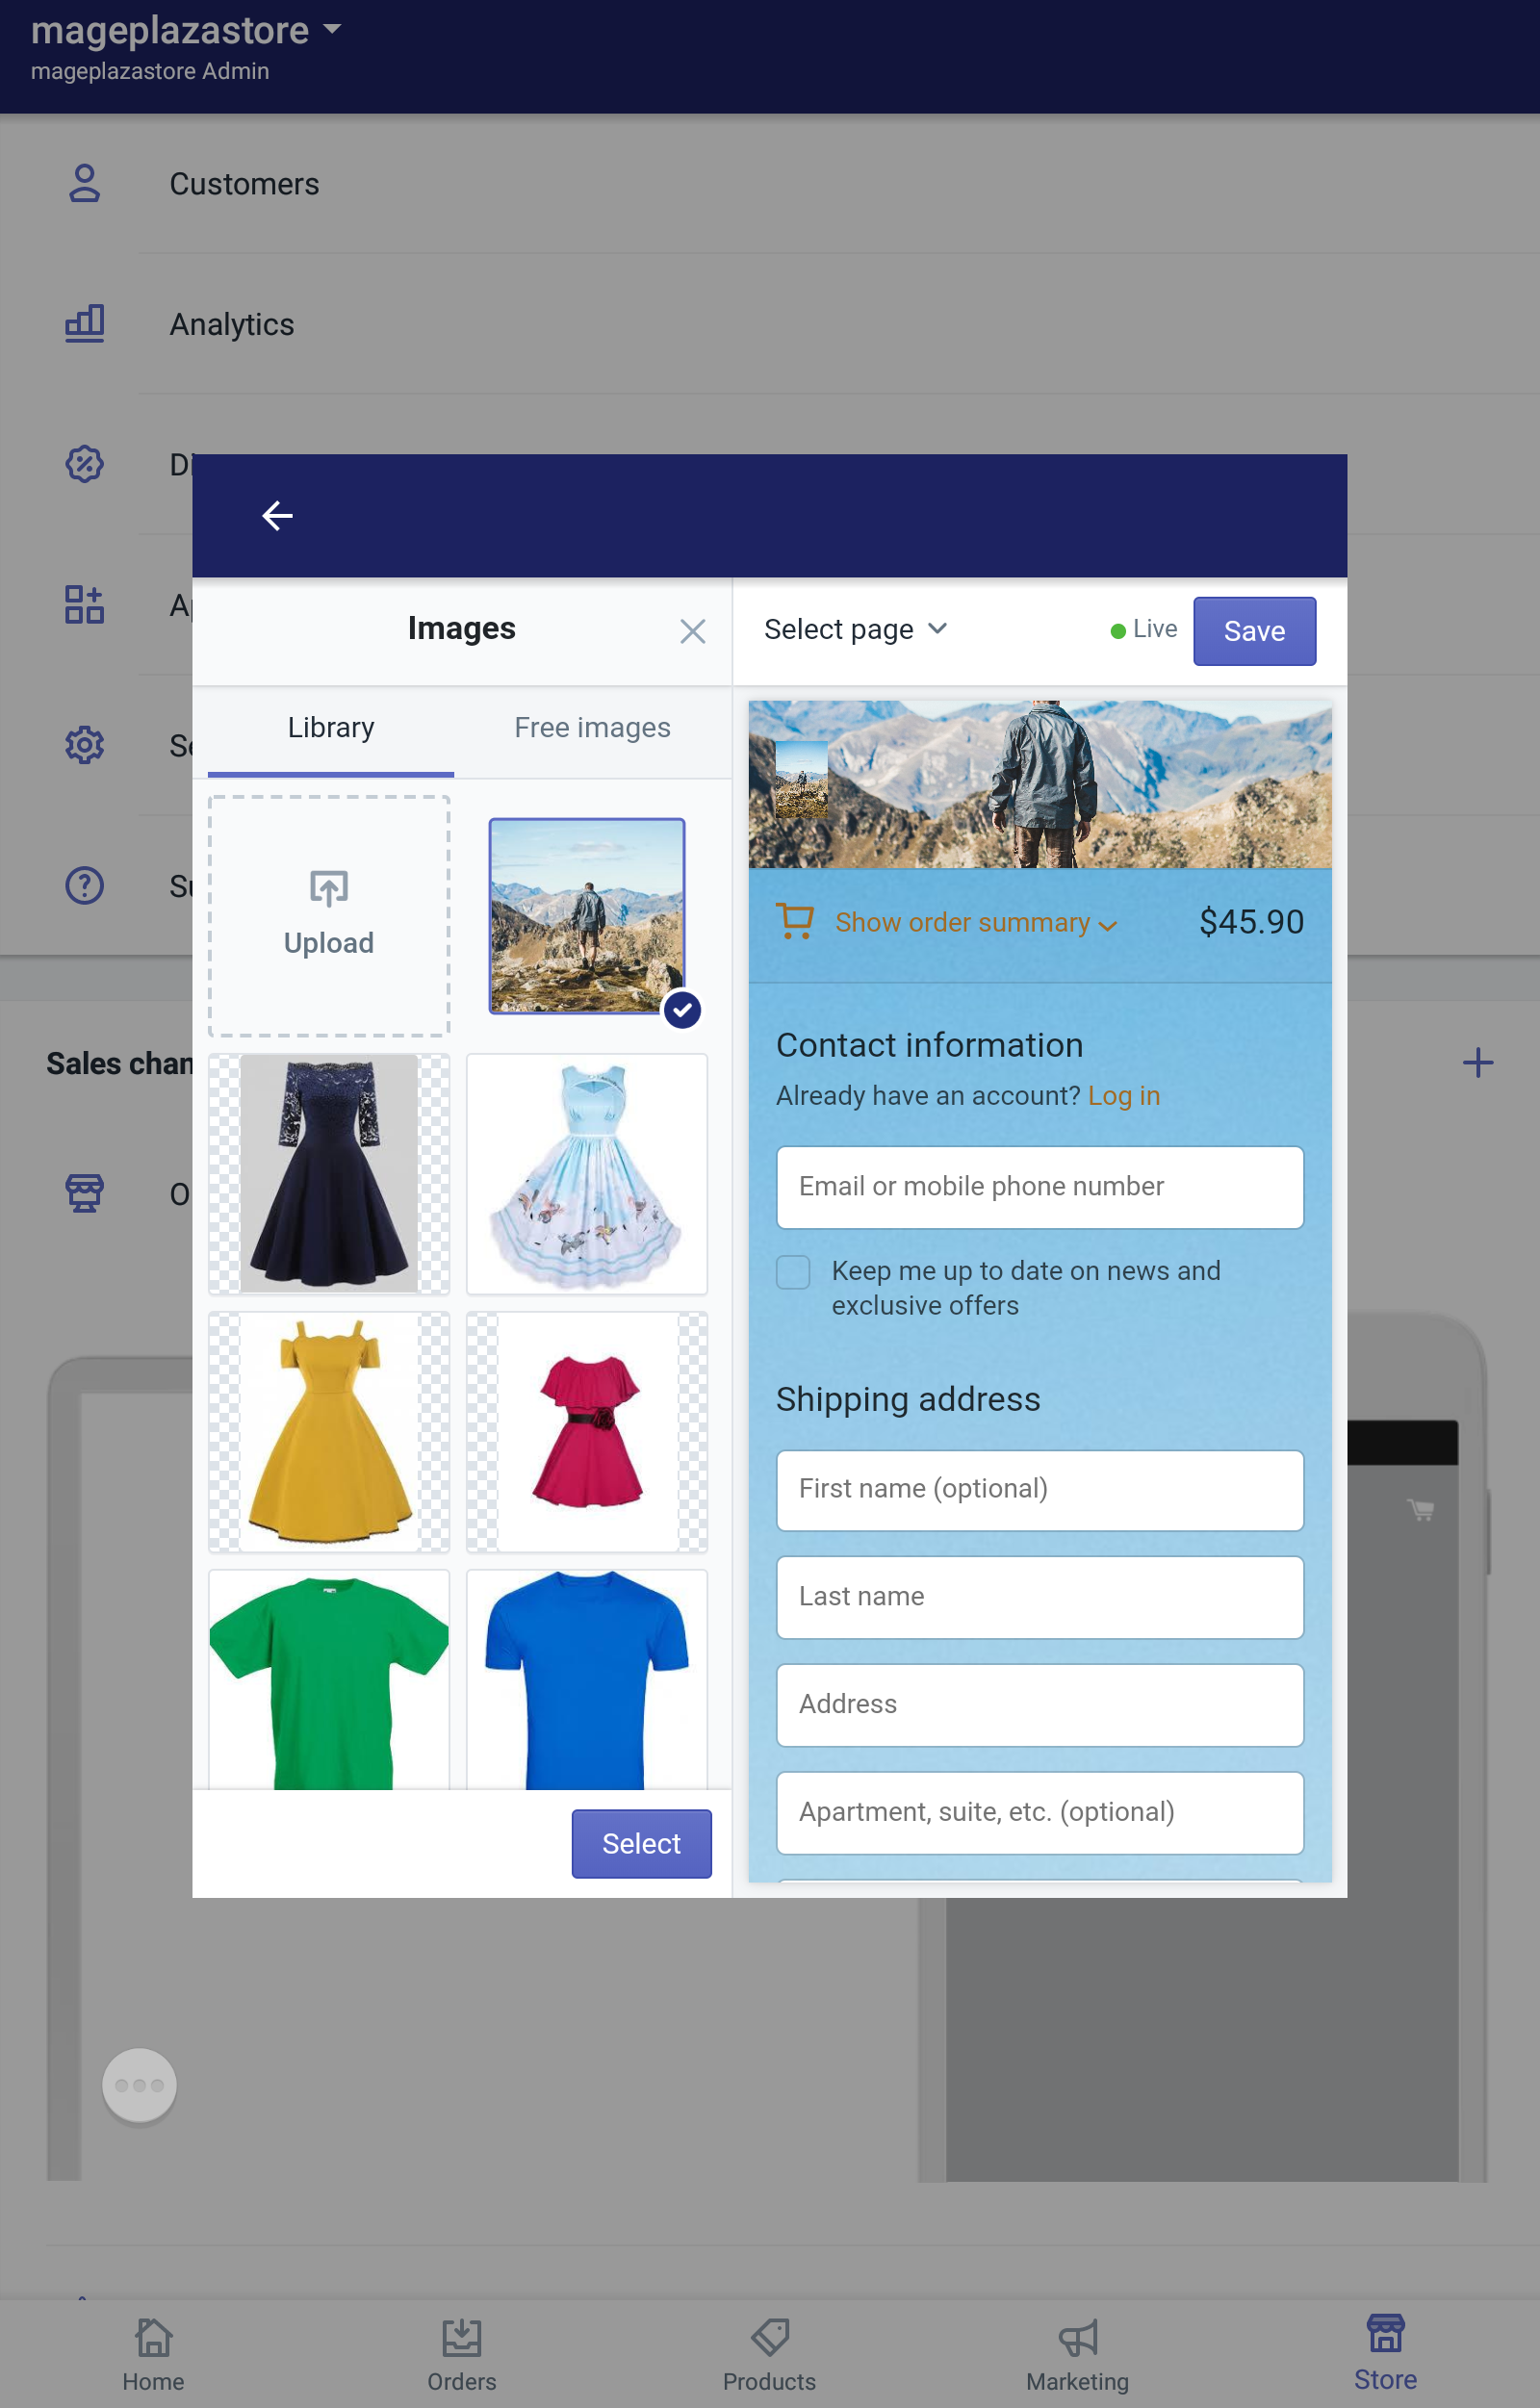 mageplazastore
mageplazastore Admin
Customers
Analytics
Images
Select page
Live
Save
Library
Free images
Upload
Show order summary
$45.90
Contact information
Already have an account? Log in
Email or mobile phone number
Keep me up to date on news and
exclusive offers
Sales chan
Shipping address
First name (optional)
Last name
Address
Apartment, suite, etc. (optional)
Select
Home
Orders
Products
Marketing
Store